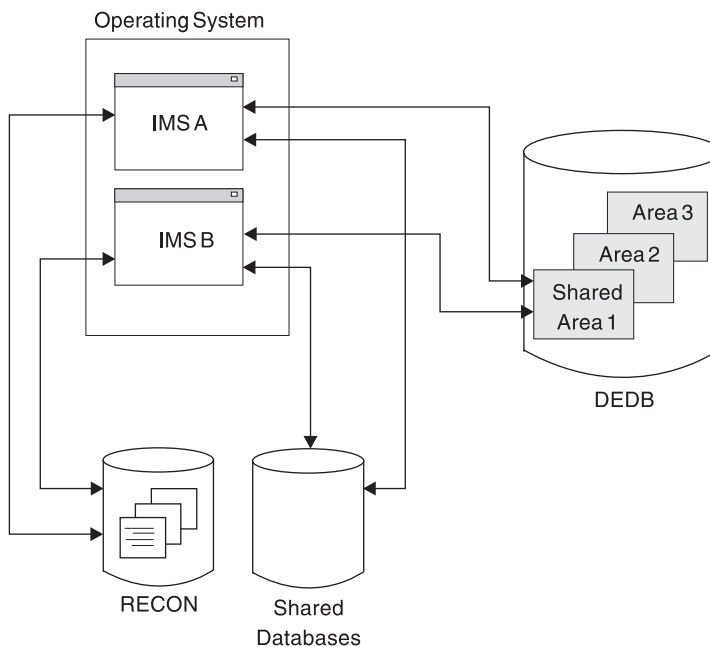 Operating System
IMS A
IMS B
Area 3
Area 2
Shared
Area 1
DEDB
RECON
Shared
Databases